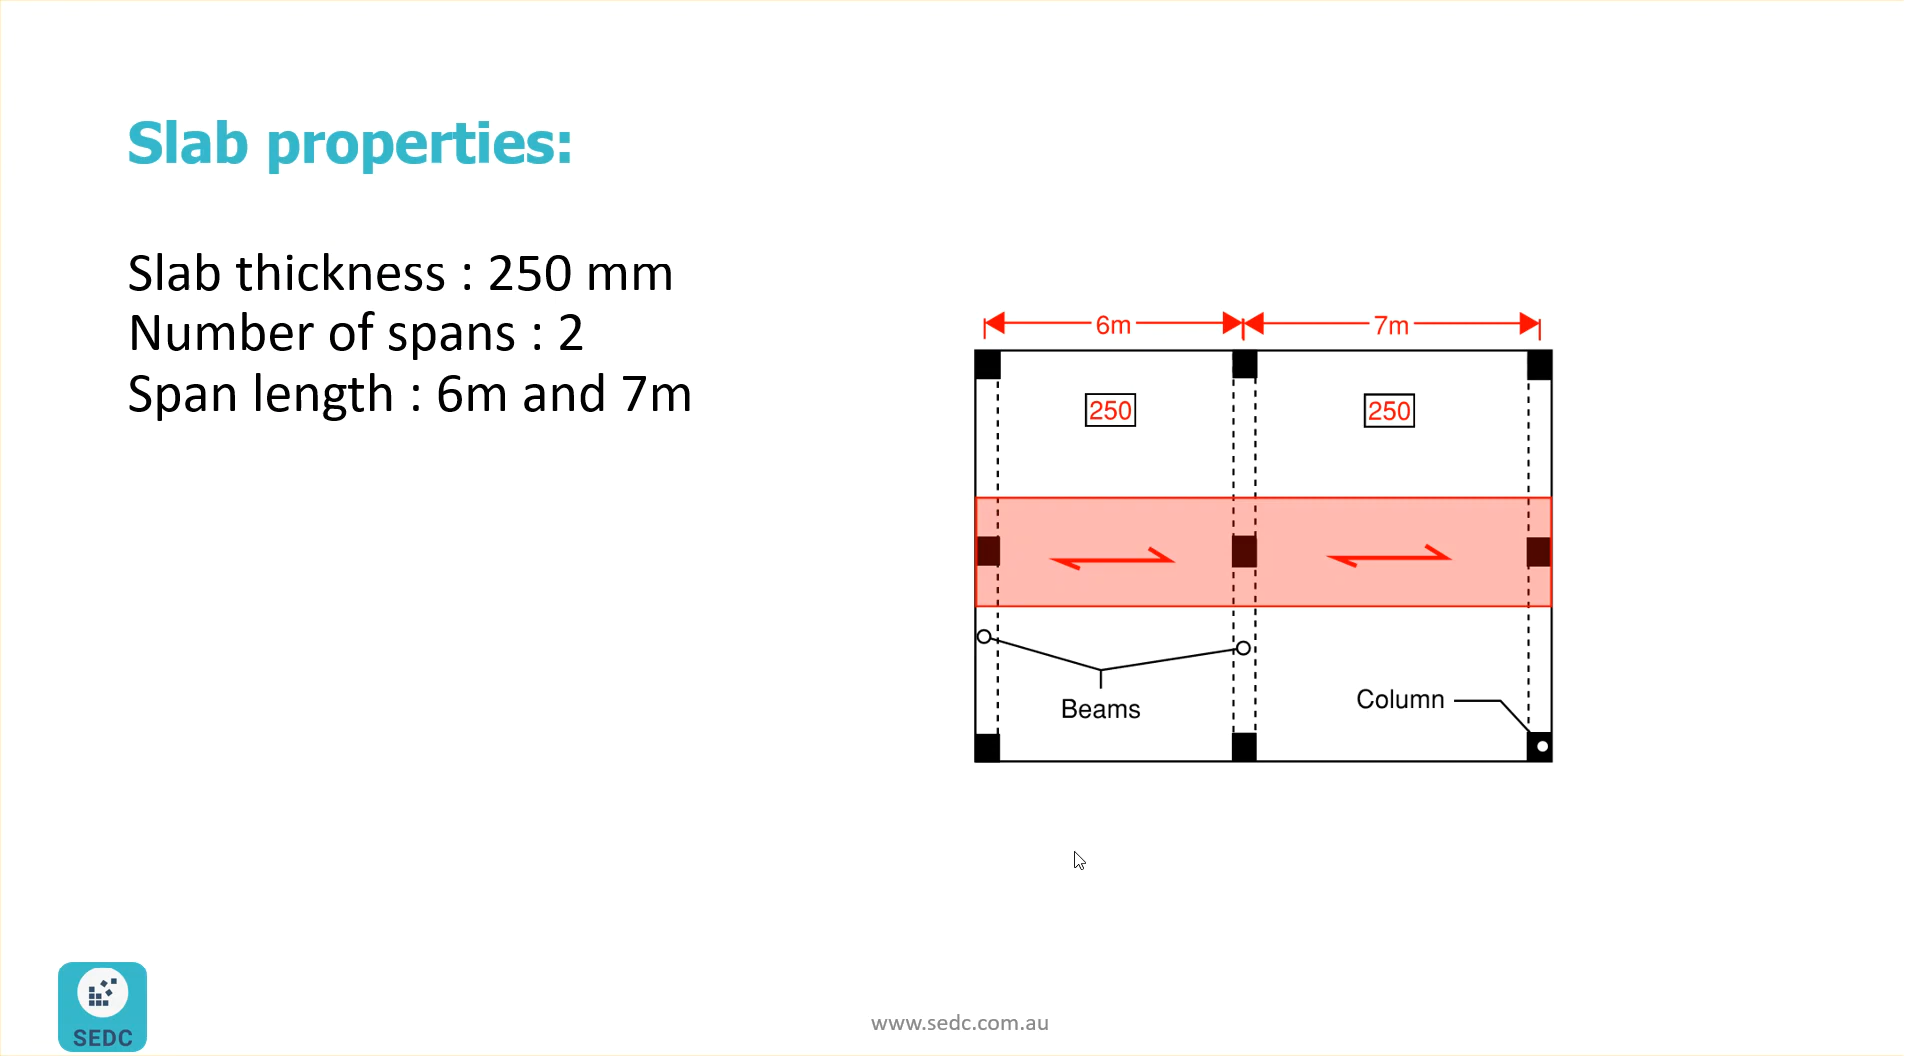 Slab properties:
Slab thickness : 250 mm
Number of spans : 2
Span length : 6m and 7m
6m
7m
250
250
Beams
Column
SEDC
www.sedc.com.au